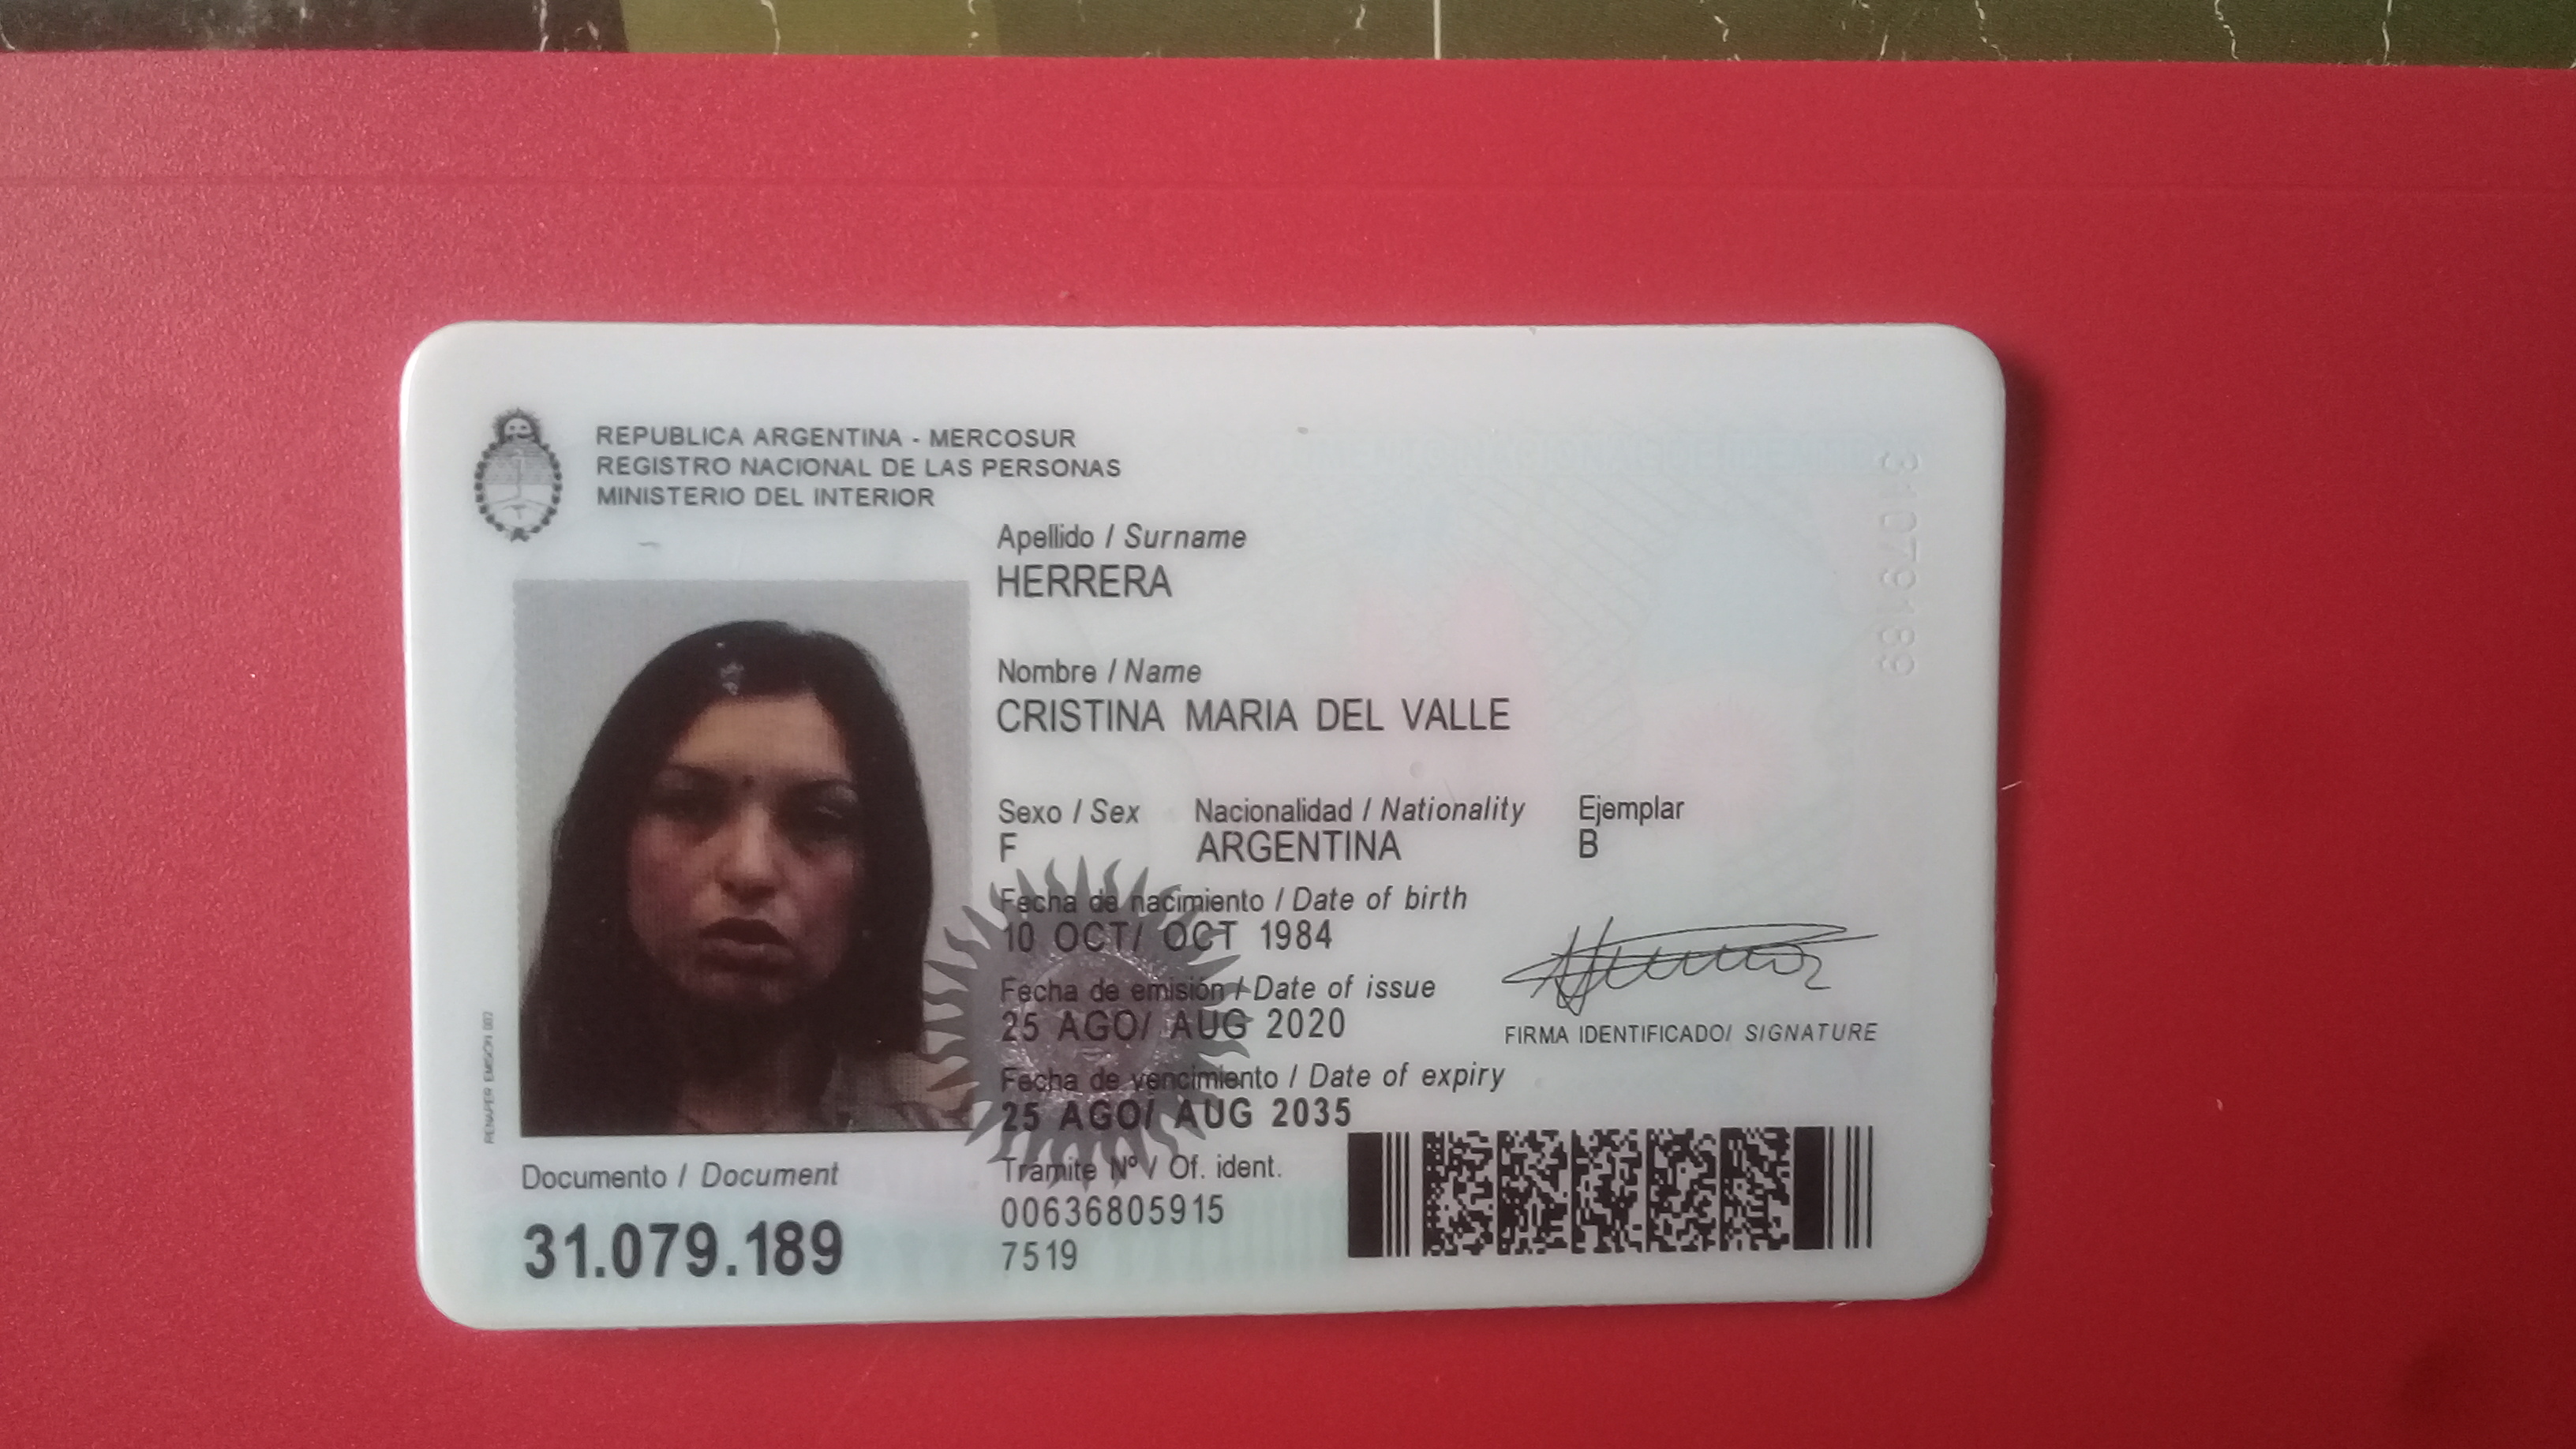 REPUBLICA ARGENTINA - MERCOSUR
REGISTRO NACIONAL DE LAS PERSONAS
MINISTERIO DEL INTERIOR
Apellido / Surname
HERRERA
Nombre / Name
CRISTINA MARIA DEL VALLE
Sexo / Sex Nacionalidad / Nationality Ejemplar
F ARGENTINA B
Fecha de nacimiento / Date of birth
10 OCT/ OCT 1984
Fecha de emisión / Date of issue
25 AGO/ AUG 2020
FIRMA IDENTIFICADO/ SIGNATURE
Fecha de vencimiento / Date of expiry
25 AGO/ AUG 2035
RENAPER EMISION 002
Documento / Document
31.079.189
Tramite Nº / Of. ident.
00636805915
7519
31079189